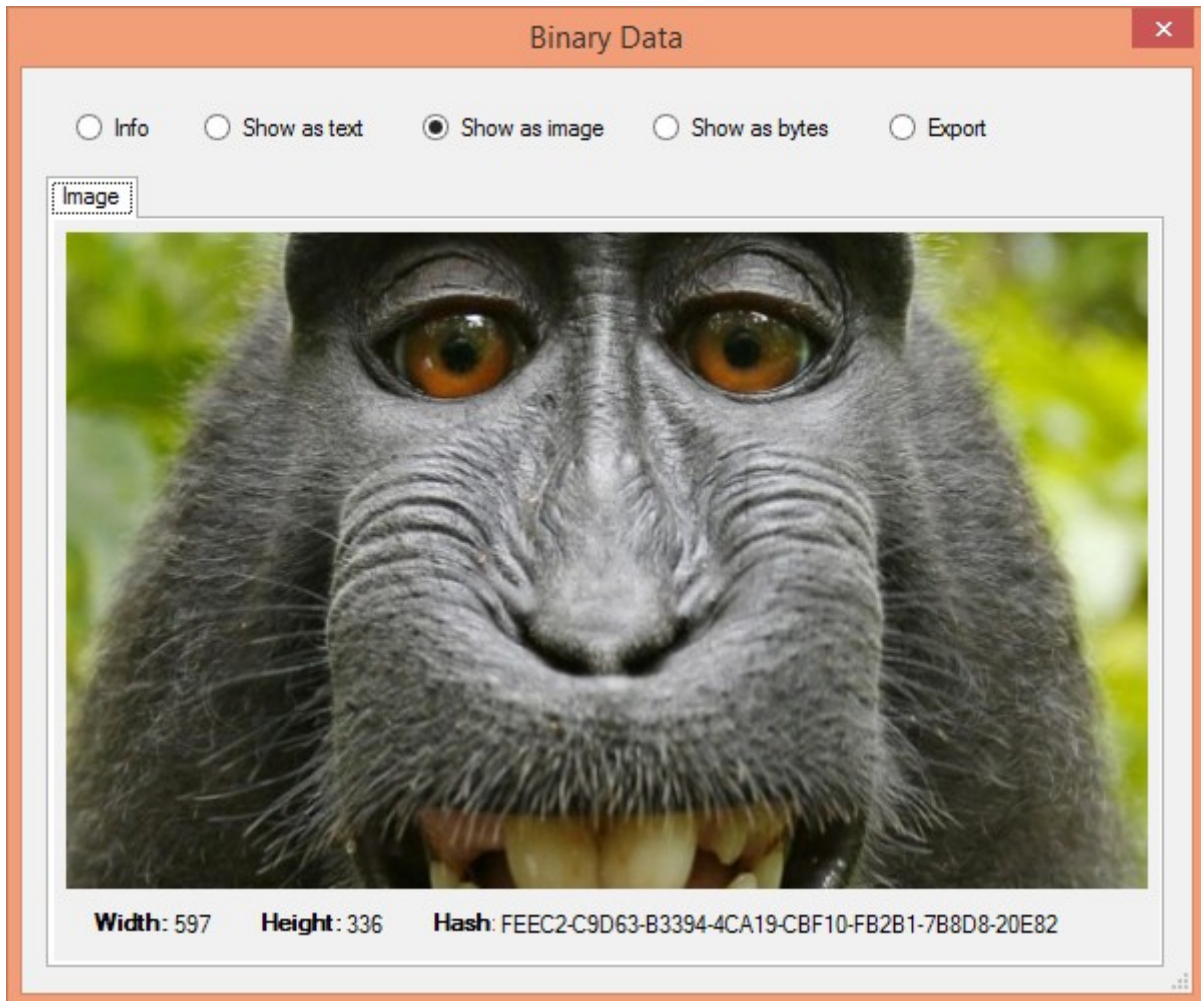 Binary Data
Info Show as text Show as image Show as bytes Export
Image
Width: 597 Height: 336 Hash: FEEC2-C9D63-B3394-4CA19-CBF10-FB2B1-7B8D8-20E82